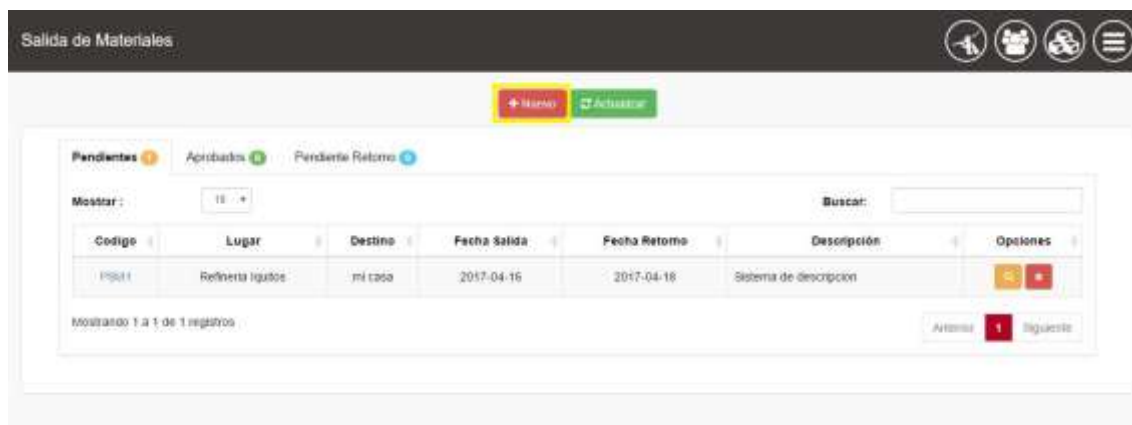 Salida de Materiales
Nuevo Actualizar
Pendientes 1 Aprobados Pendiente Retorno
Mostrar : 10 Buscar:
Codigo Lugar Destino Fecha Salida Fecha Retorno Descripción Opciones
Refineria liquidos mi casa 2017-04-16 2017-04-18 Sistema de descripcion
Mostrando 1 a 1 de 1 registros
Anterior 1 Siguiente